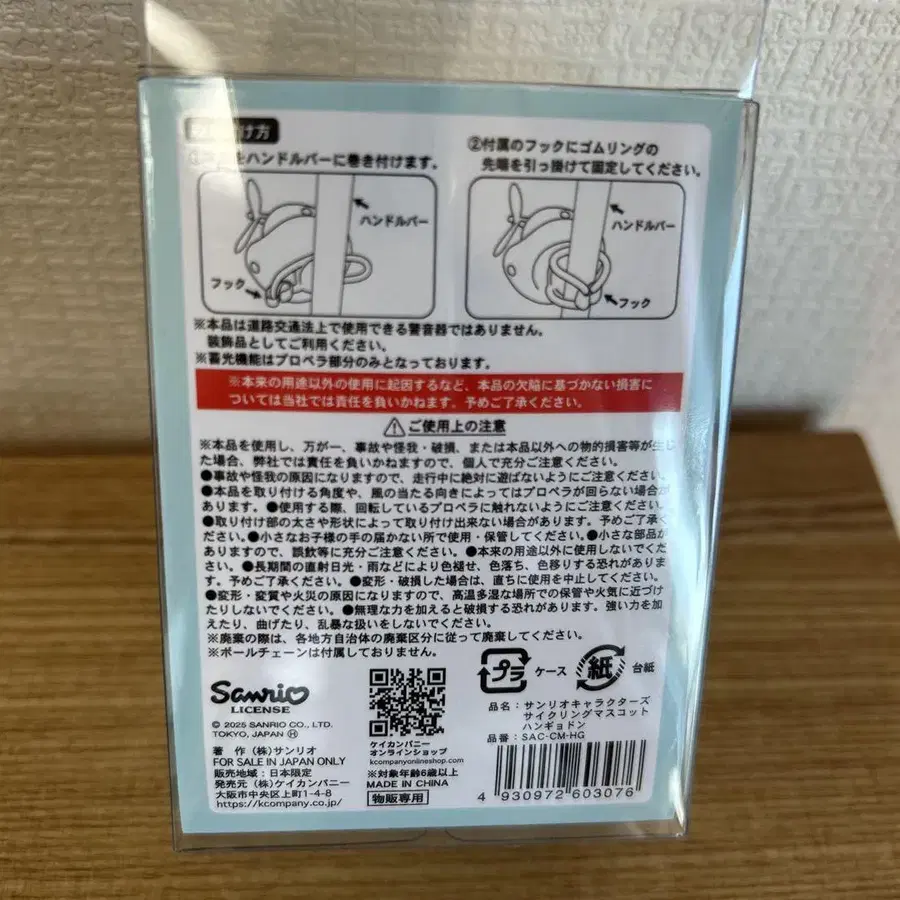 け方
をハンドルバーに巻き付けます。
ハンドルバー
フック
②付属のフックにゴムリングの
先端を引っ掛けて固定してください。
ハンドルバー
フック
※本品は道路交通法上で使用できる警音器ではありません。
装飾品としてご利用ください。
※蓄光機能はプロペラ部分のみとなっております。
※本来の用途以外の使用に起因するなど、本品の欠陥に基づかない損害に
ついては当社では責任を負いかねます。予めご了承ください。
ご使用上の注意
※本品を使用し、万が一、事故や怪我・破損、または本品以外への物的損害等が生じ
た場合、弊社では責任を負いかねますので、個人で充分ご注意ください。
●事故や怪我の原因になりますので、走行中に絶対に遊ばないようにご注意ください。
●本品を取り付ける角度や、風の当たる向きによってはプロペラが回らない場合が
あります。●使用する際、回転しているプロペラに触れないようにご注意ください。
●取り付け部の太さや形状によって取り付け出来ない場合があります。予めご了承く
ださい。●小さなお子様の手の届かない所で使用・保管してください。●小さな部品が
ありますので、誤飲等に充分ご注意ください。●本来の用途以外に使用しないでくだ
さい。●長期間の直射日光・雨などにより色褪せ、色落ち、色移りする恐れがありま
す。予めご了承ください。●変形・破損した場合は、直ちに使用を中止してください。
●変形・変質や火災の原因になりますので、高温多湿な場所での保管や火気に近づけ
たりしないでください。●無理な力を加えると破損する恐れがあります。強い力を加
えたり、曲げたり、乱暴な扱いをしないでください。
※廃棄の際は、各地方自治体の廃棄区分に従って廃棄してください。
※ボールチェーンは付属しておりません。
プラ ケース 紙 台紙
Sanrio
LICENSE
© 2025 SANRIO CO., LTD.
TOKYO, JAPAN Ⓗ
著 作 (株)サンリオ
FOR SALE IN JAPAN ONLY
販売地域:日本限定
発売元 (株)ケイカンパニー
大阪市中央区上町1-4-8
https://kcompany.co.jp/
ケイカンパニー
オンラインショップ
kcompanyonlineshop.com
※対象年齢6歳以上
MADE IN CHINA
物販専用
品名:サンリオキャラクターズ
サイクリングマスコット
ハンギョドン
品番:SAC-CM-HG
4 930972 603076